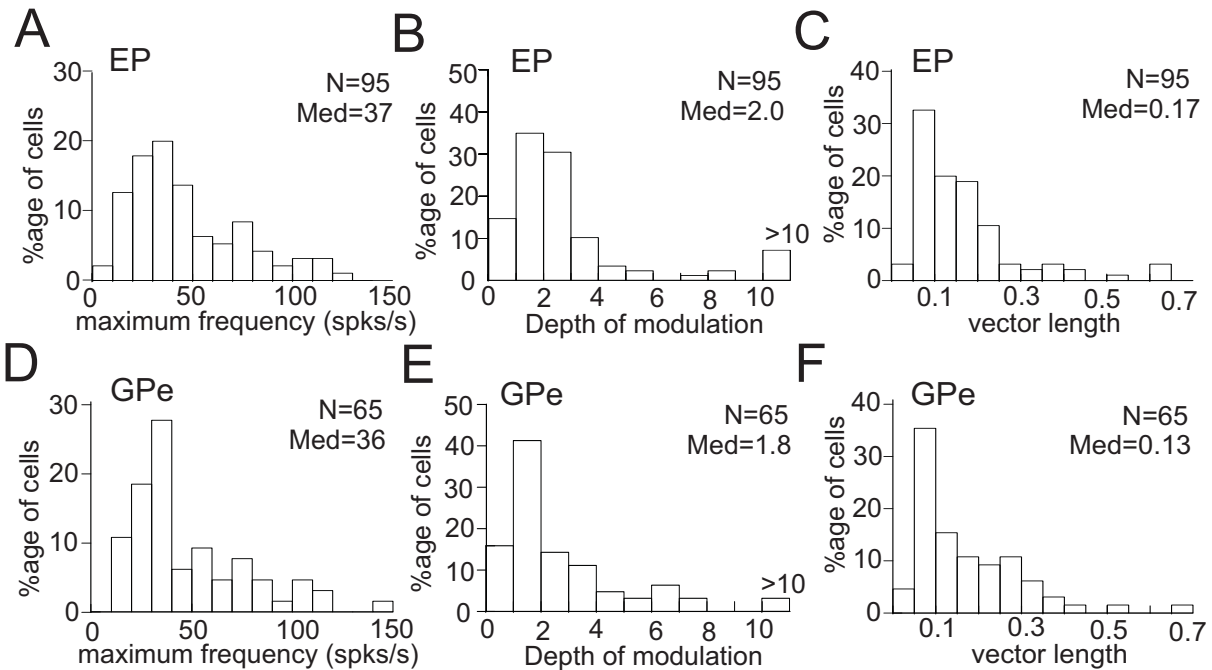 A
EP
N=95
Med=37
30
20
10
0
%age of cells
0 50 100 150
maximum frequency (spks/s)
B
EP
N=95
Med=2.0
50
40
30
20
10
0
%age of cells
>10
0 2 4 6 8 10
Depth of modulation
C
EP
N=95
Med=0.17
40
30
20
10
0
%age of cells
0.1 0.3 0.5 0.7
vector length
D
GPe
N=65
Med=36
30
20
10
0
%age of cells
0 50 100 150
maximum frequency (spks/s)
E
GPe
N=65
Med=1.8
50
40
30
20
10
0
%age of cells
>10
0 2 4 6 8 10
Depth of modulation
F
GPe
N=65
Med=0.13
40
30
20
10
0
%age of cells
0.1 0.3 0.5 0.7
vector length